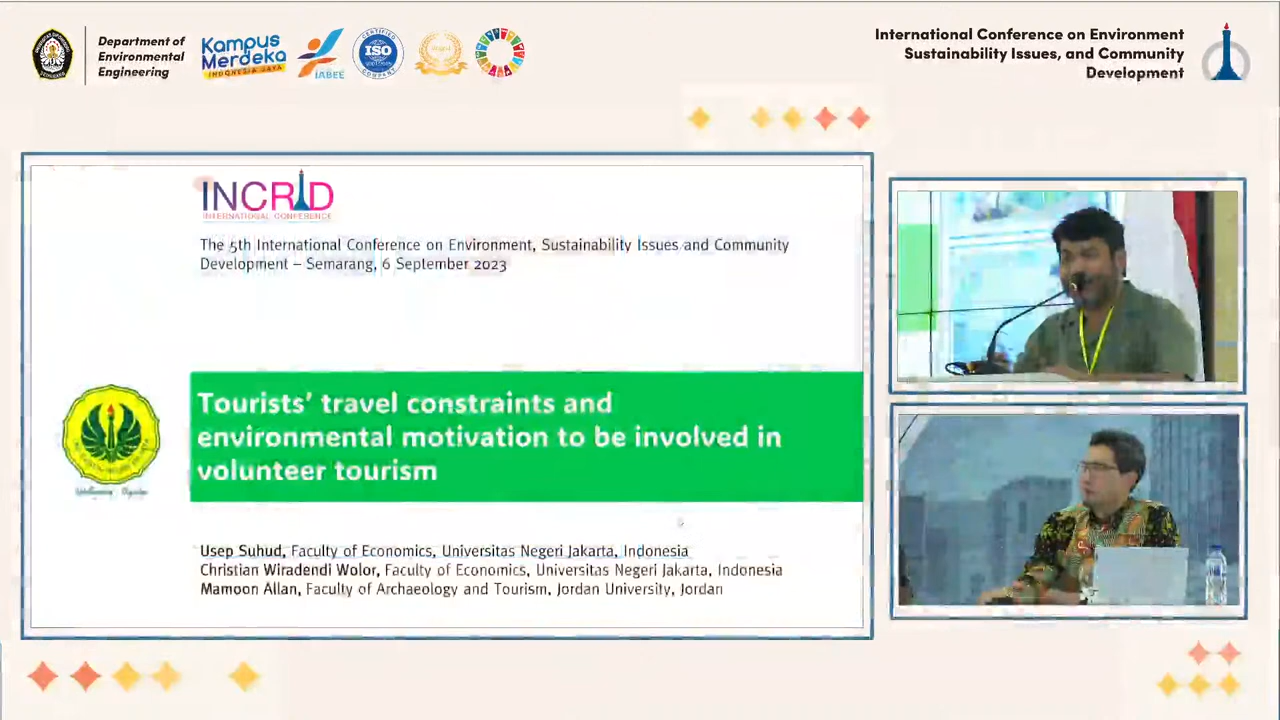 Department of
Environmental
Engineering
Kampus
Merdeka
INDONESIA JAYA
IABEE
CERTIFIED
ISO
COMPANY
International Conference on Environment
Sustainability Issues, and Community
Development
INCRID
INTERNATIONAL CONFERENCE
The 5th International Conference on Environment, Sustainability Issues and Community
Development – Semarang, 6 September 2023
Tourists' travel constraints and
environmental motivation to be involved in
volunteer tourism
Usep Suhud, Faculty of Economics, Universitas Negeri Jakarta, Indonesia
Christian Wiradendi Wolor, Faculty of Economics, Universitas Negeri Jakarta, Indonesia
Mamoon Allan, Faculty of Archaeology and Tourism, Jordan University, Jordan